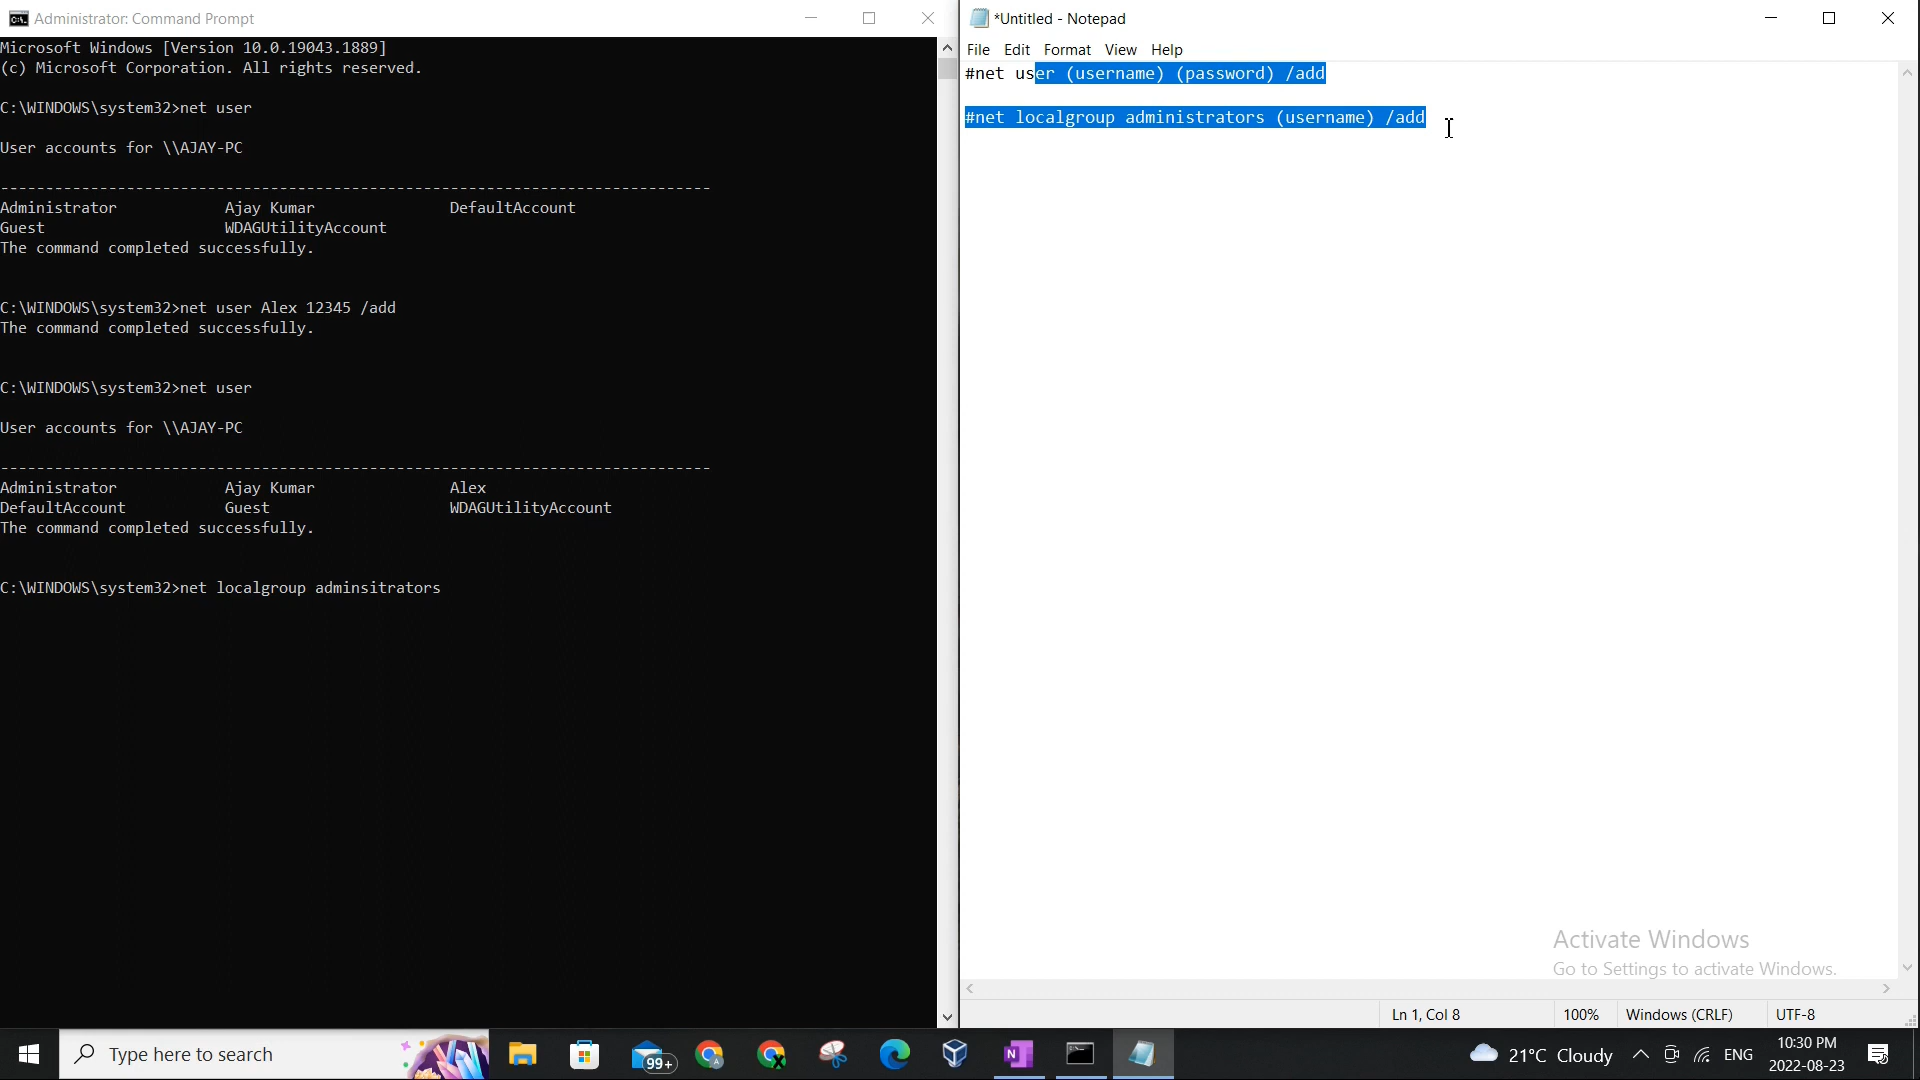 Administrator: Command Prompt
Microsoft Windows [Version 10.0.19043.1889]
(c) Microsoft Corporation. All rights reserved.
C:\WINDOWS\system32>net user
User accounts for \\AJAY-PC
-------------------------------------------------------------------------------
Administrator Ajay Kumar DefaultAccount
Guest WDAGUtilityAccount
The command completed successfully.
C:\WINDOWS\system32>net user Alex 12345 /add
The command completed successfully.
C:\WINDOWS\system32>net user
User accounts for \\AJAY-PC
-------------------------------------------------------------------------------
Administrator Ajay Kumar Alex
DefaultAccount Guest WDAGUtilityAccount
The command completed successfully.
C:\WINDOWS\system32>net localgroup adminsitrators
*Untitled - Notepad
File Edit Format View Help
#net user (username) (password) /add
#net localgroup administrators (username) /add
Activate Windows
Go to Settings to activate Windows.
Ln 1, Col 8 100% Windows (CRLF) UTF-8
Type here to search 99+ 21°C Cloudy ENG 10:30 PM
2022-08-23